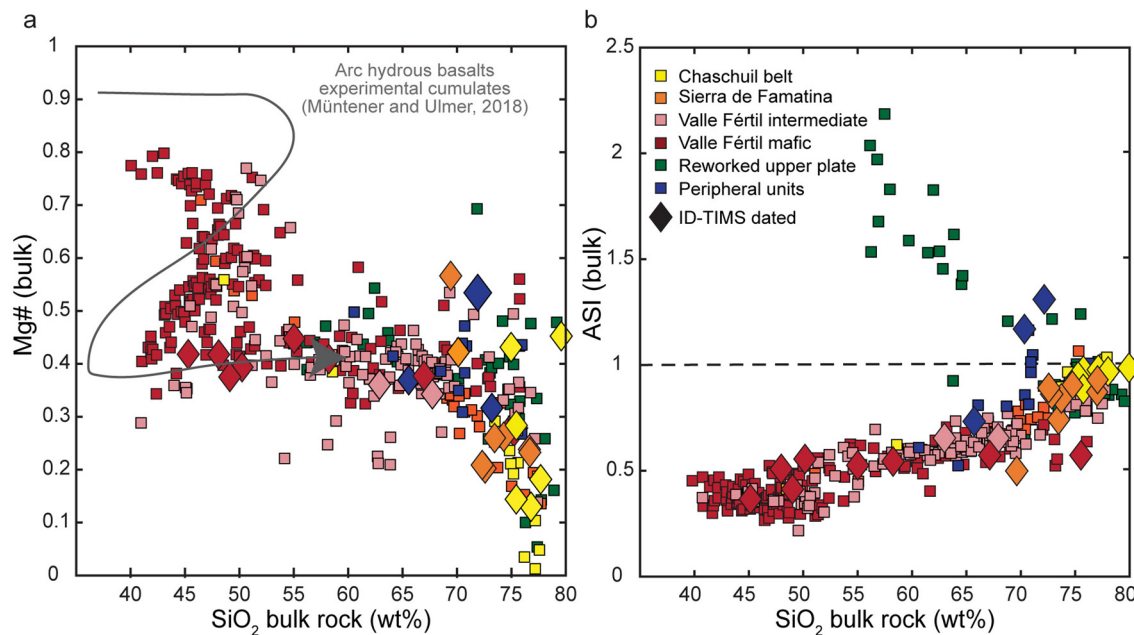 a
1
0.9
0.8
0.7
0.6
0.5
0.4
0.3
0.2
0.1
0
Mg# (bulk)
Arc hydrous basalts
experimental cumulates
(Müntener and Ulmer, 2018)
40 45 50 55 60 65 70 75 80
SiO₂ bulk rock (wt%)
b
2.5
2
1.5
1
0.5
0
ASI (bulk)
Chaschuil belt
Sierra de Famatina
Valle Fértil intermediate
Valle Fértil mafic
Reworked upper plate
Peripheral units
ID-TIMS dated
40 45 50 55 60 65 70 75 80
SiO₂ bulk rock (wt%)